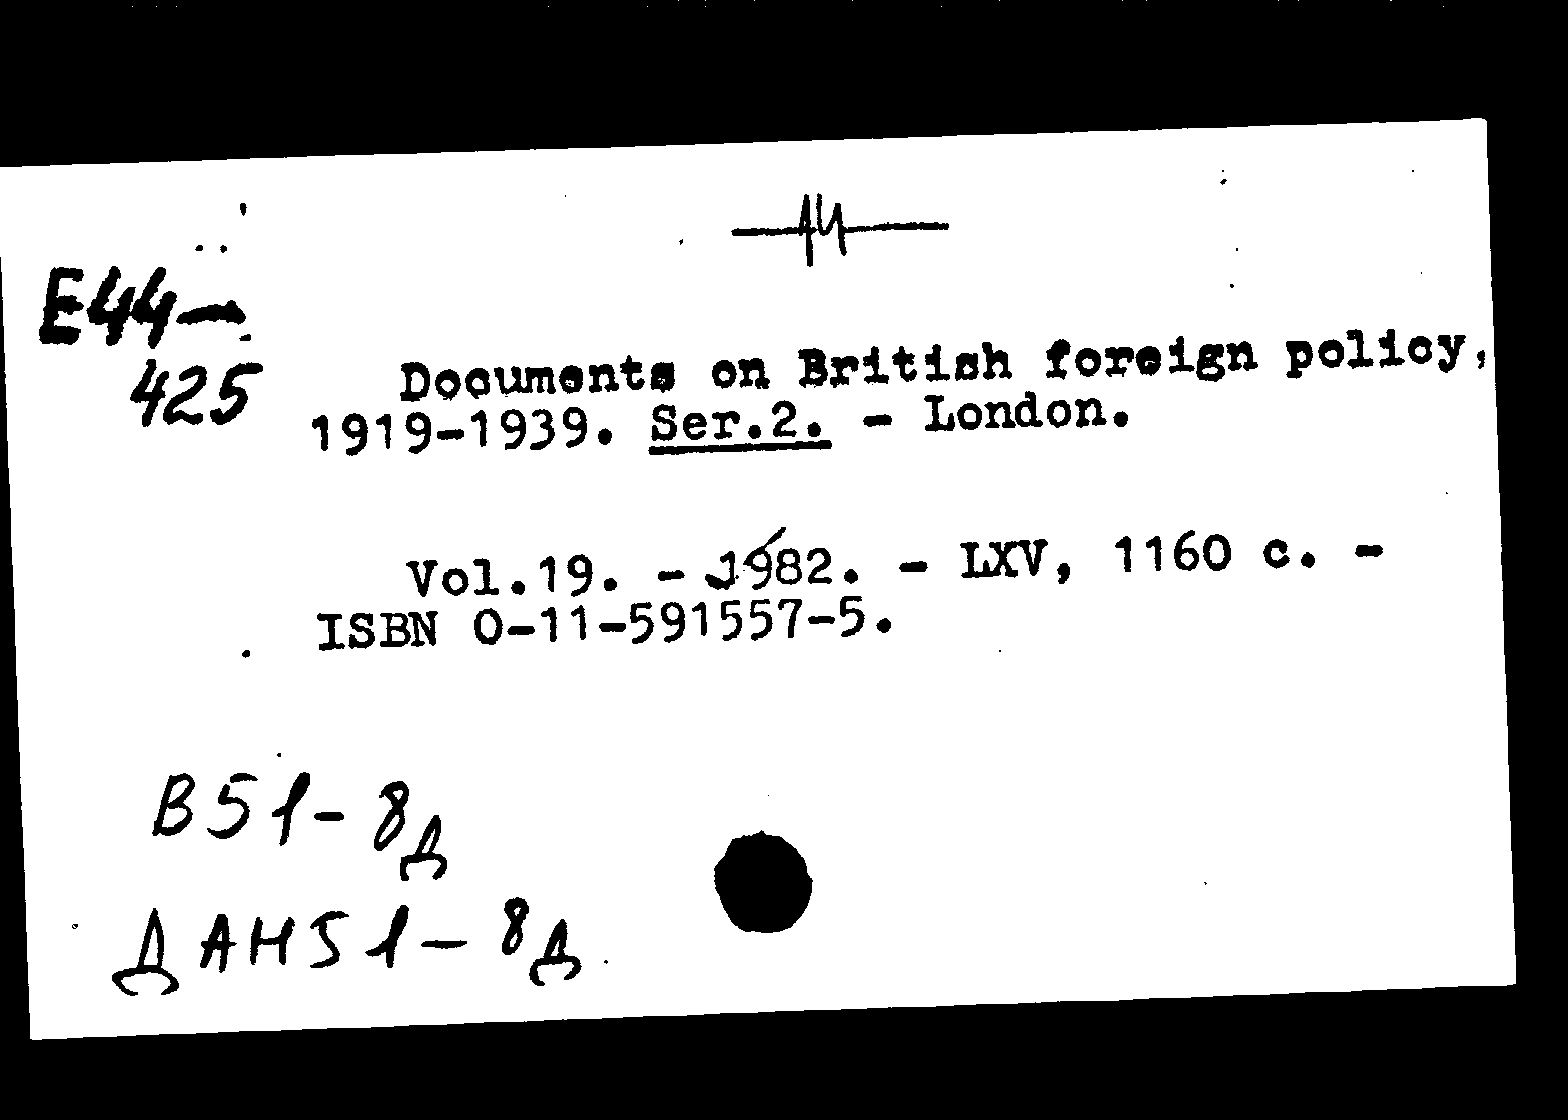 E44-
425
Documents on British foreign policy,
1919-1939. Ser.2. - London.
Vol.19. - 1982. - LXV, 1160 с. -
ISBN 0-11-591557-5.
В51-8д
ДАН51-8д